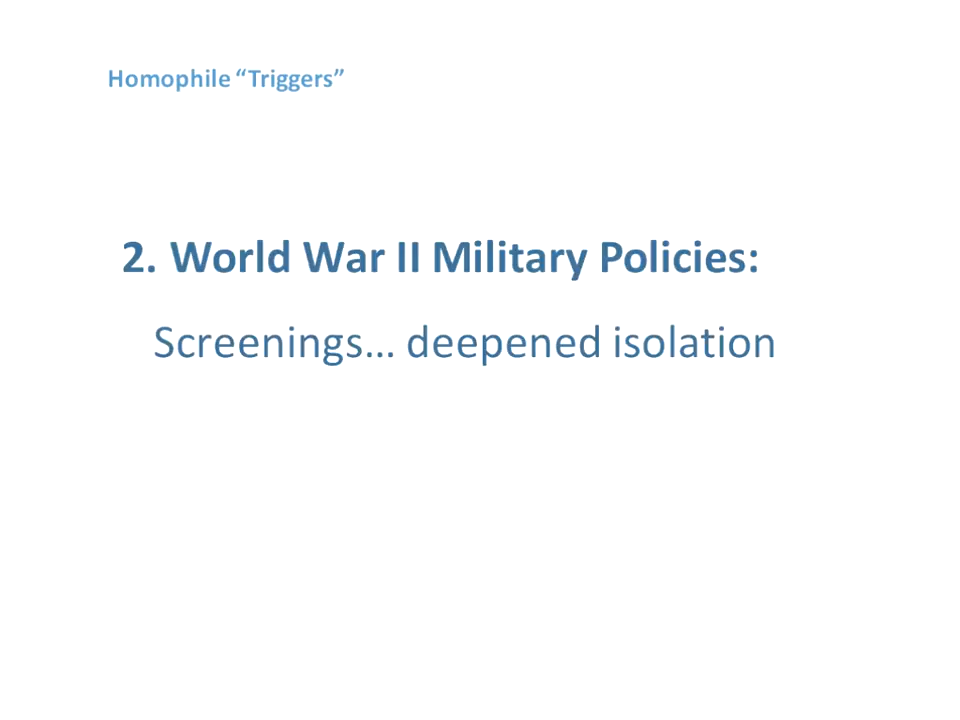 Homophile “Triggers”
2. World War II Military Policies:
Screenings… deepened isolation